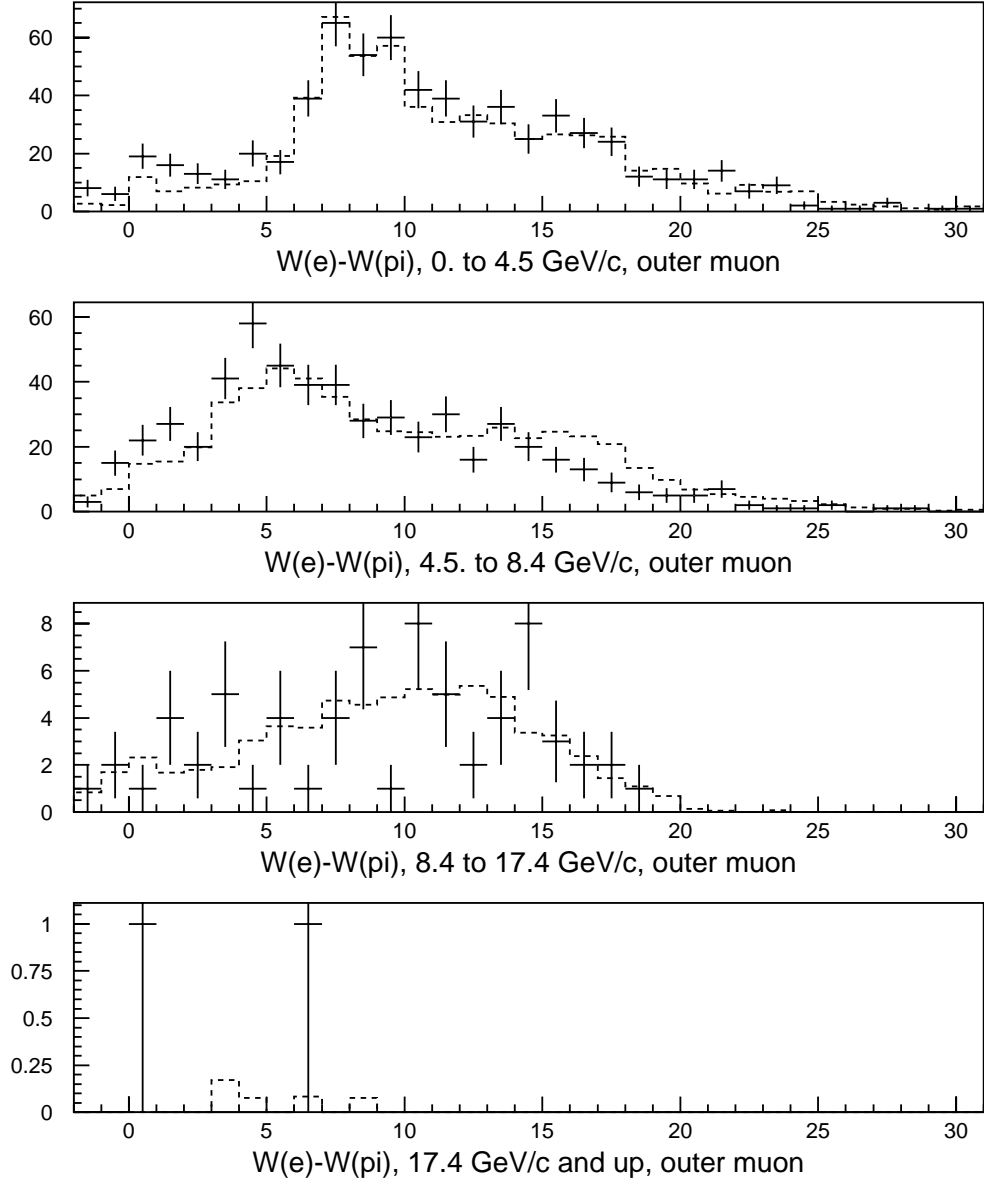 60
40
20
0
0 5 10 15 20 25 30
W(e)-W(pi), 0. to 4.5 GeV/c, outer muon
60
40
20
0
0 5 10 15 20 25 30
W(e)-W(pi), 4.5. to 8.4 GeV/c, outer muon
8
6
4
2
0
0 5 10 15 20 25 30
W(e)-W(pi), 8.4 to 17.4 GeV/c, outer muon
1
0.75
0.5
0.25
0
0 5 10 15 20 25 30
W(e)-W(pi), 17.4 GeV/c and up, outer muon